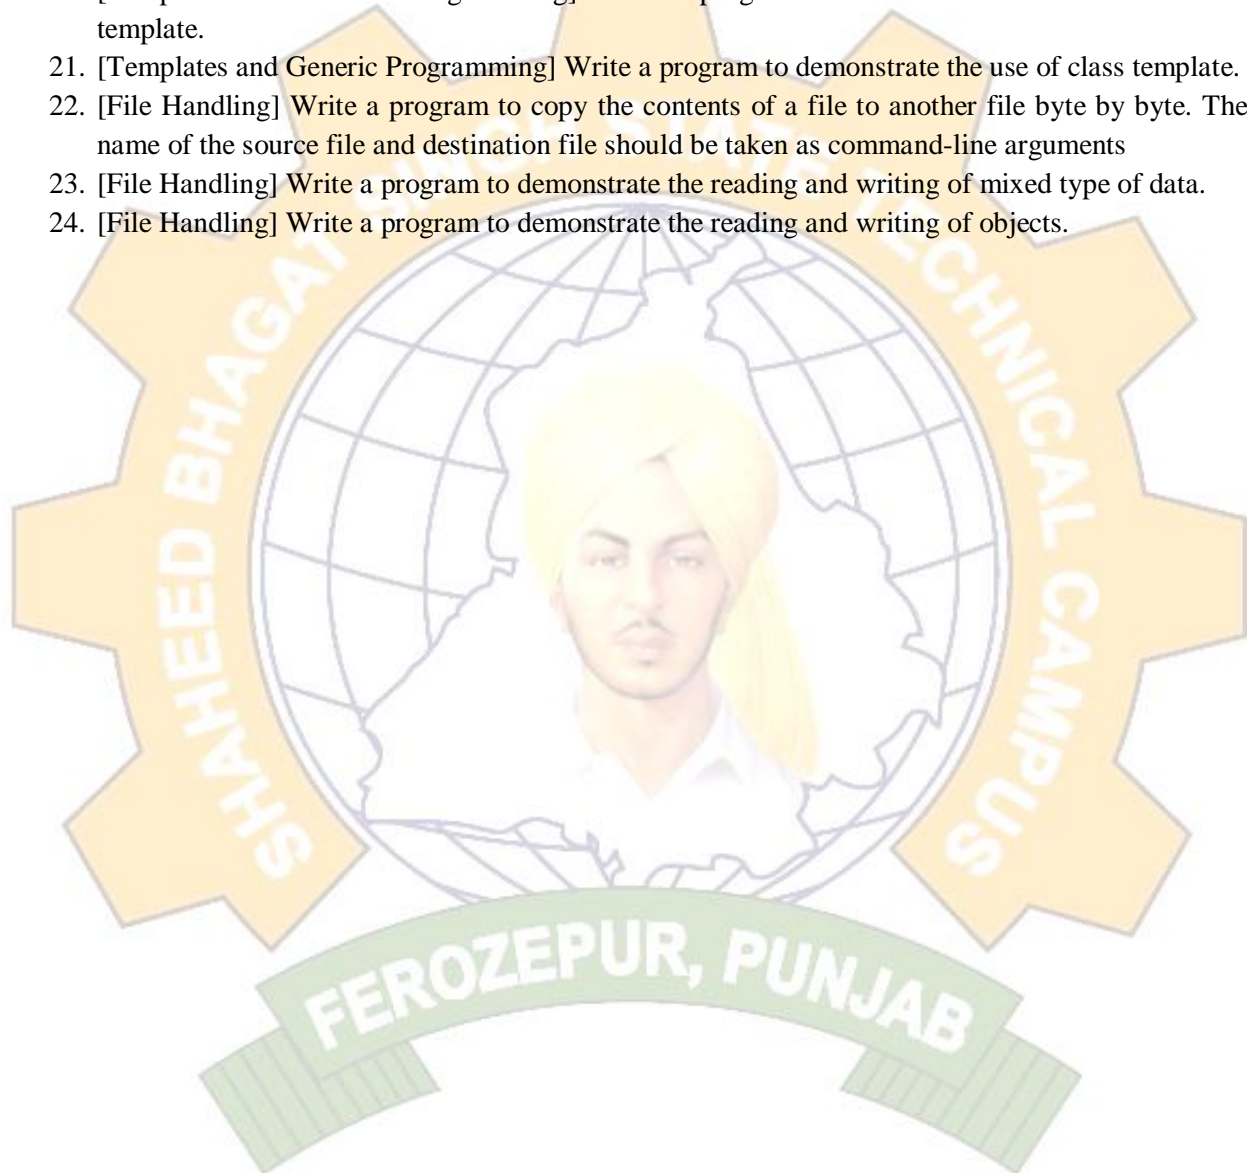 template.
21. [Templates and Generic Programming] Write a program to demonstrate the use of class template.
22. [File Handling] Write a program to copy the contents of a file to another file byte by byte. The
name of the source file and destination file should be taken as command-line arguments
23. [File Handling] Write a program to demonstrate the reading and writing of mixed type of data.
24. [File Handling] Write a program to demonstrate the reading and writing of objects.
SHAHEED BHAGAT SINGH STATE TECHNICAL CAMPUS
FEROZEPUR, PUNJAB